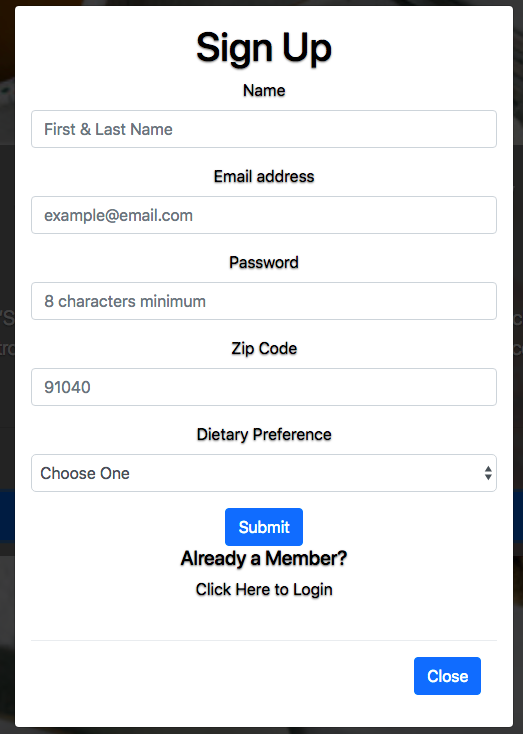 Sign Up
Name
First & Last Name
Email address
example@email.com
Password
8 characters minimum
Zip Code
91040
Dietary Preference
Choose One
Submit
Already a Member?
Click Here to Login
Close